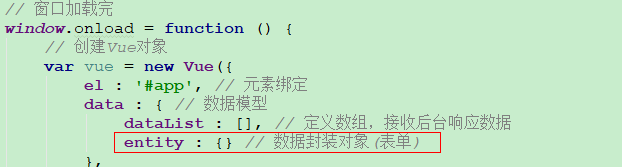 // 窗口加载完
window.onload = function () {
// 创建Vue对象
var vue = new Vue({
el : '#app', // 元素绑定
data : { // 数据模型
dataList : [], // 定义数组，接收后台响应数据
entity : {} // 数据封装对象(表单)
},